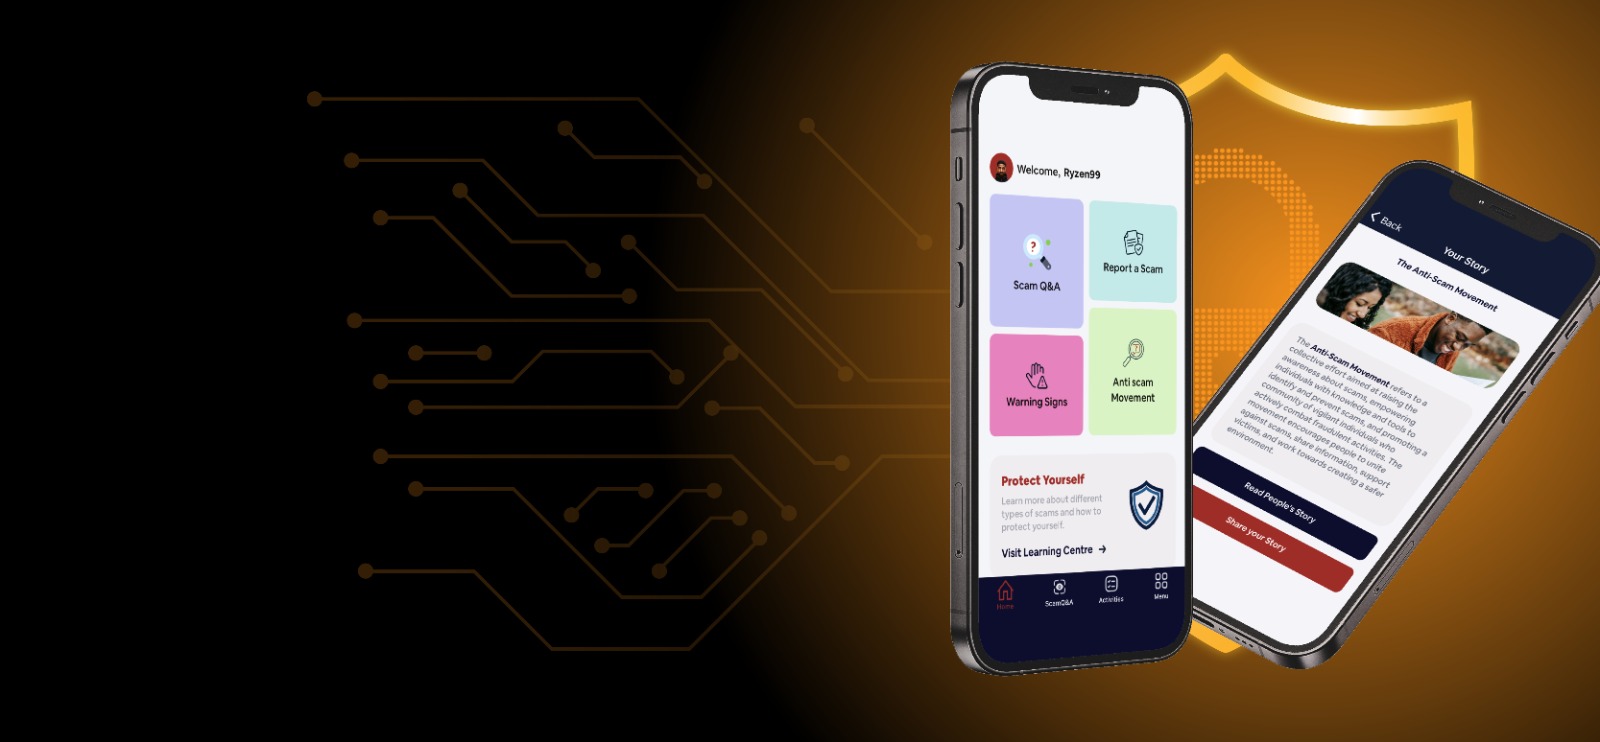 Welcome, Ryzen99
Scam Q&A
Report a Scam
Warning Signs
Anti scam
Movement
Protect Yourself
Learn more about different
types of scams and how to
protect yourself.
Visit Learning Centre →
Home
ScamQ&A
Activities
Menu
Back
Your Story
The Anti-Scam Movement
The Anti-Scam Movement refers to a
collective effort aimed at raising the
awareness about scams, empowering
individuals with knowledge and tools to
identify and prevent scams, and promoting a
community of vigilant individuals who
actively combat fraudulent activities. The
movement encourages people to unite
against scams, share information, support
victims, and work towards creating a safer
environment.
Read People's Story
Share your Story